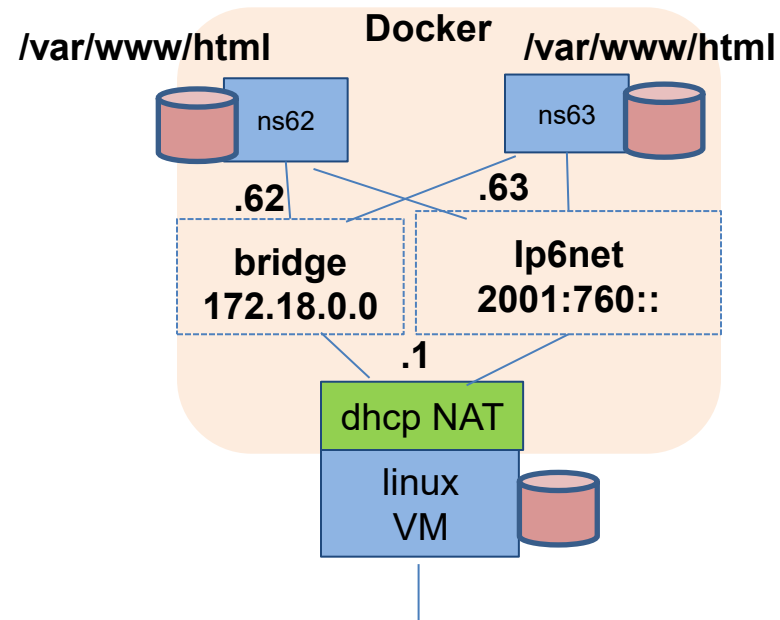 Docker
/var/www/html
/var/www/html
ns62
ns63
.62
.63
bridge
172.18.0.0
Ip6net
2001:760::
.1
dhcp NAT
linux
VM